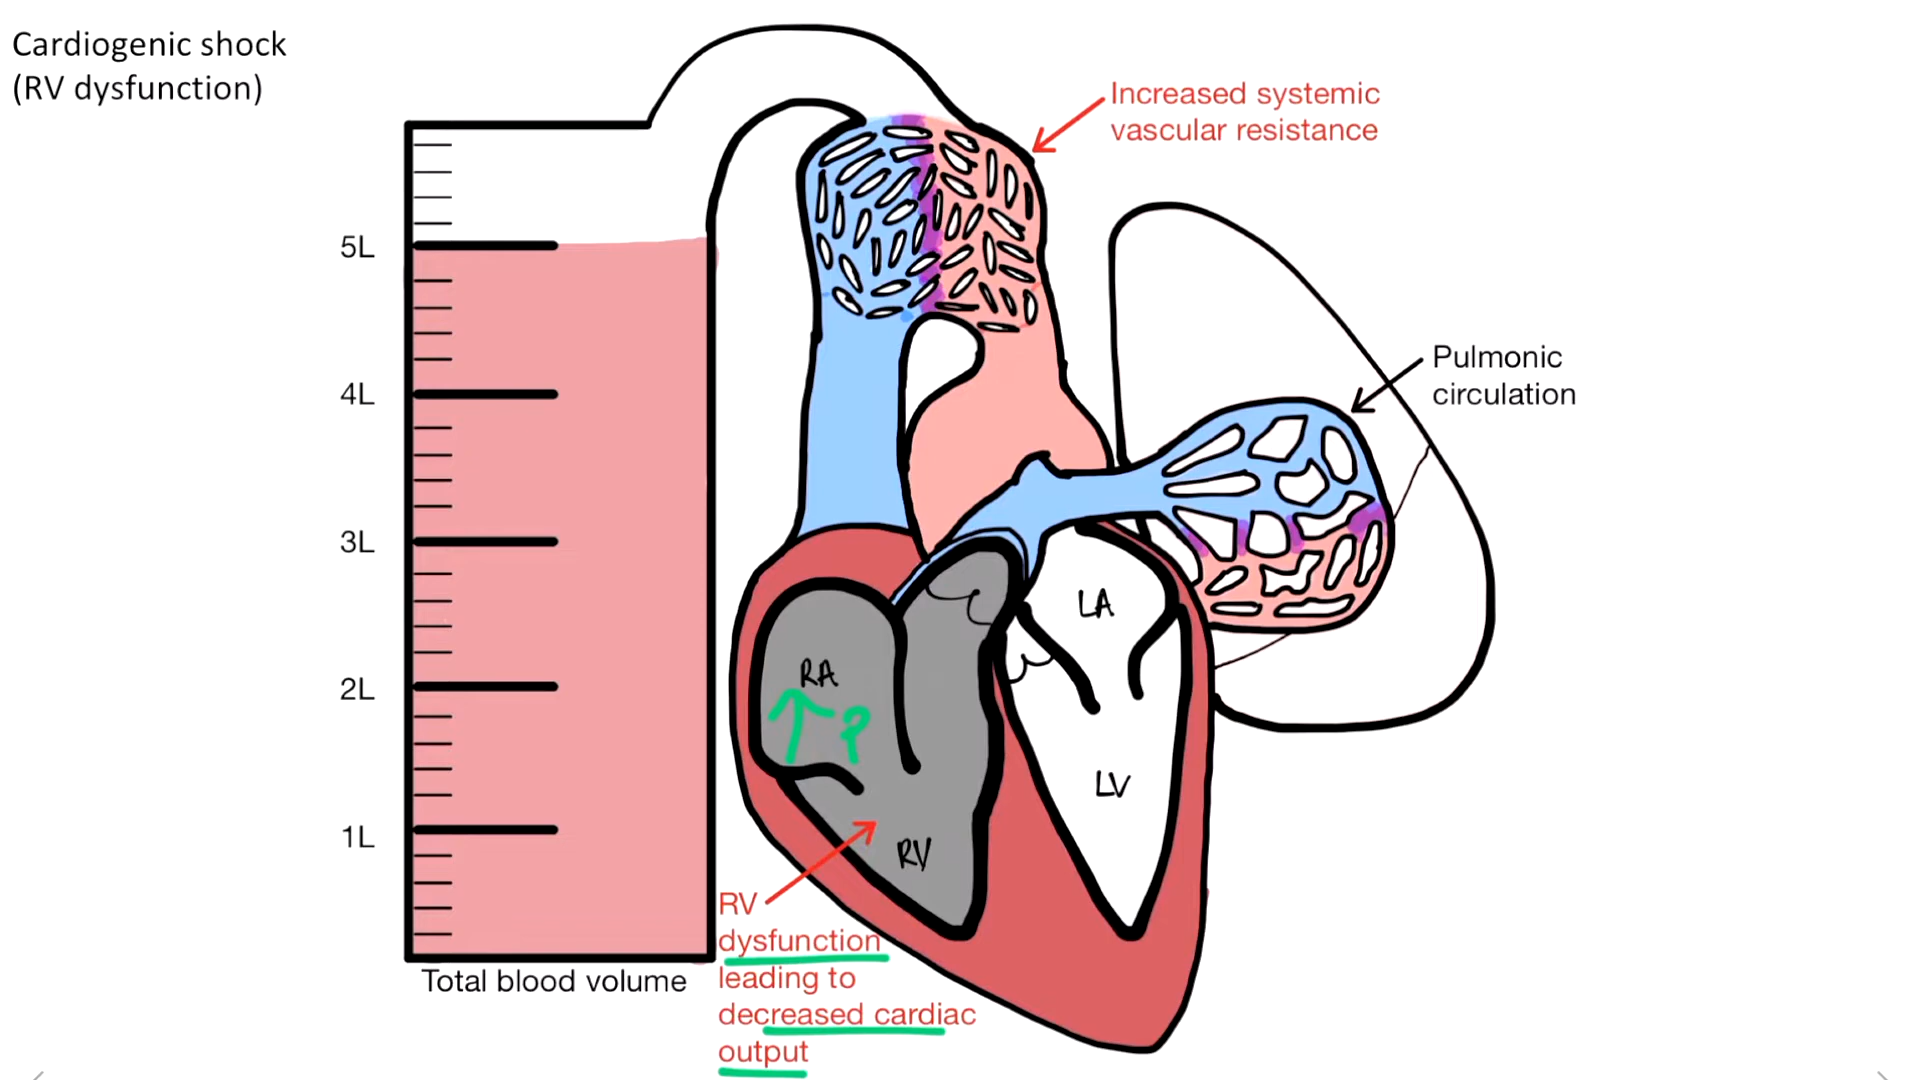 Cardiogenic shock
(RV dysfunction)
Increased systemic
vascular resistance
5L
4L
3L
2L
1L
Total blood volume
Pulmonic
circulation
LA
RA
?
LV
RV
RV
dysfunction
leading to
decreased cardiac
output